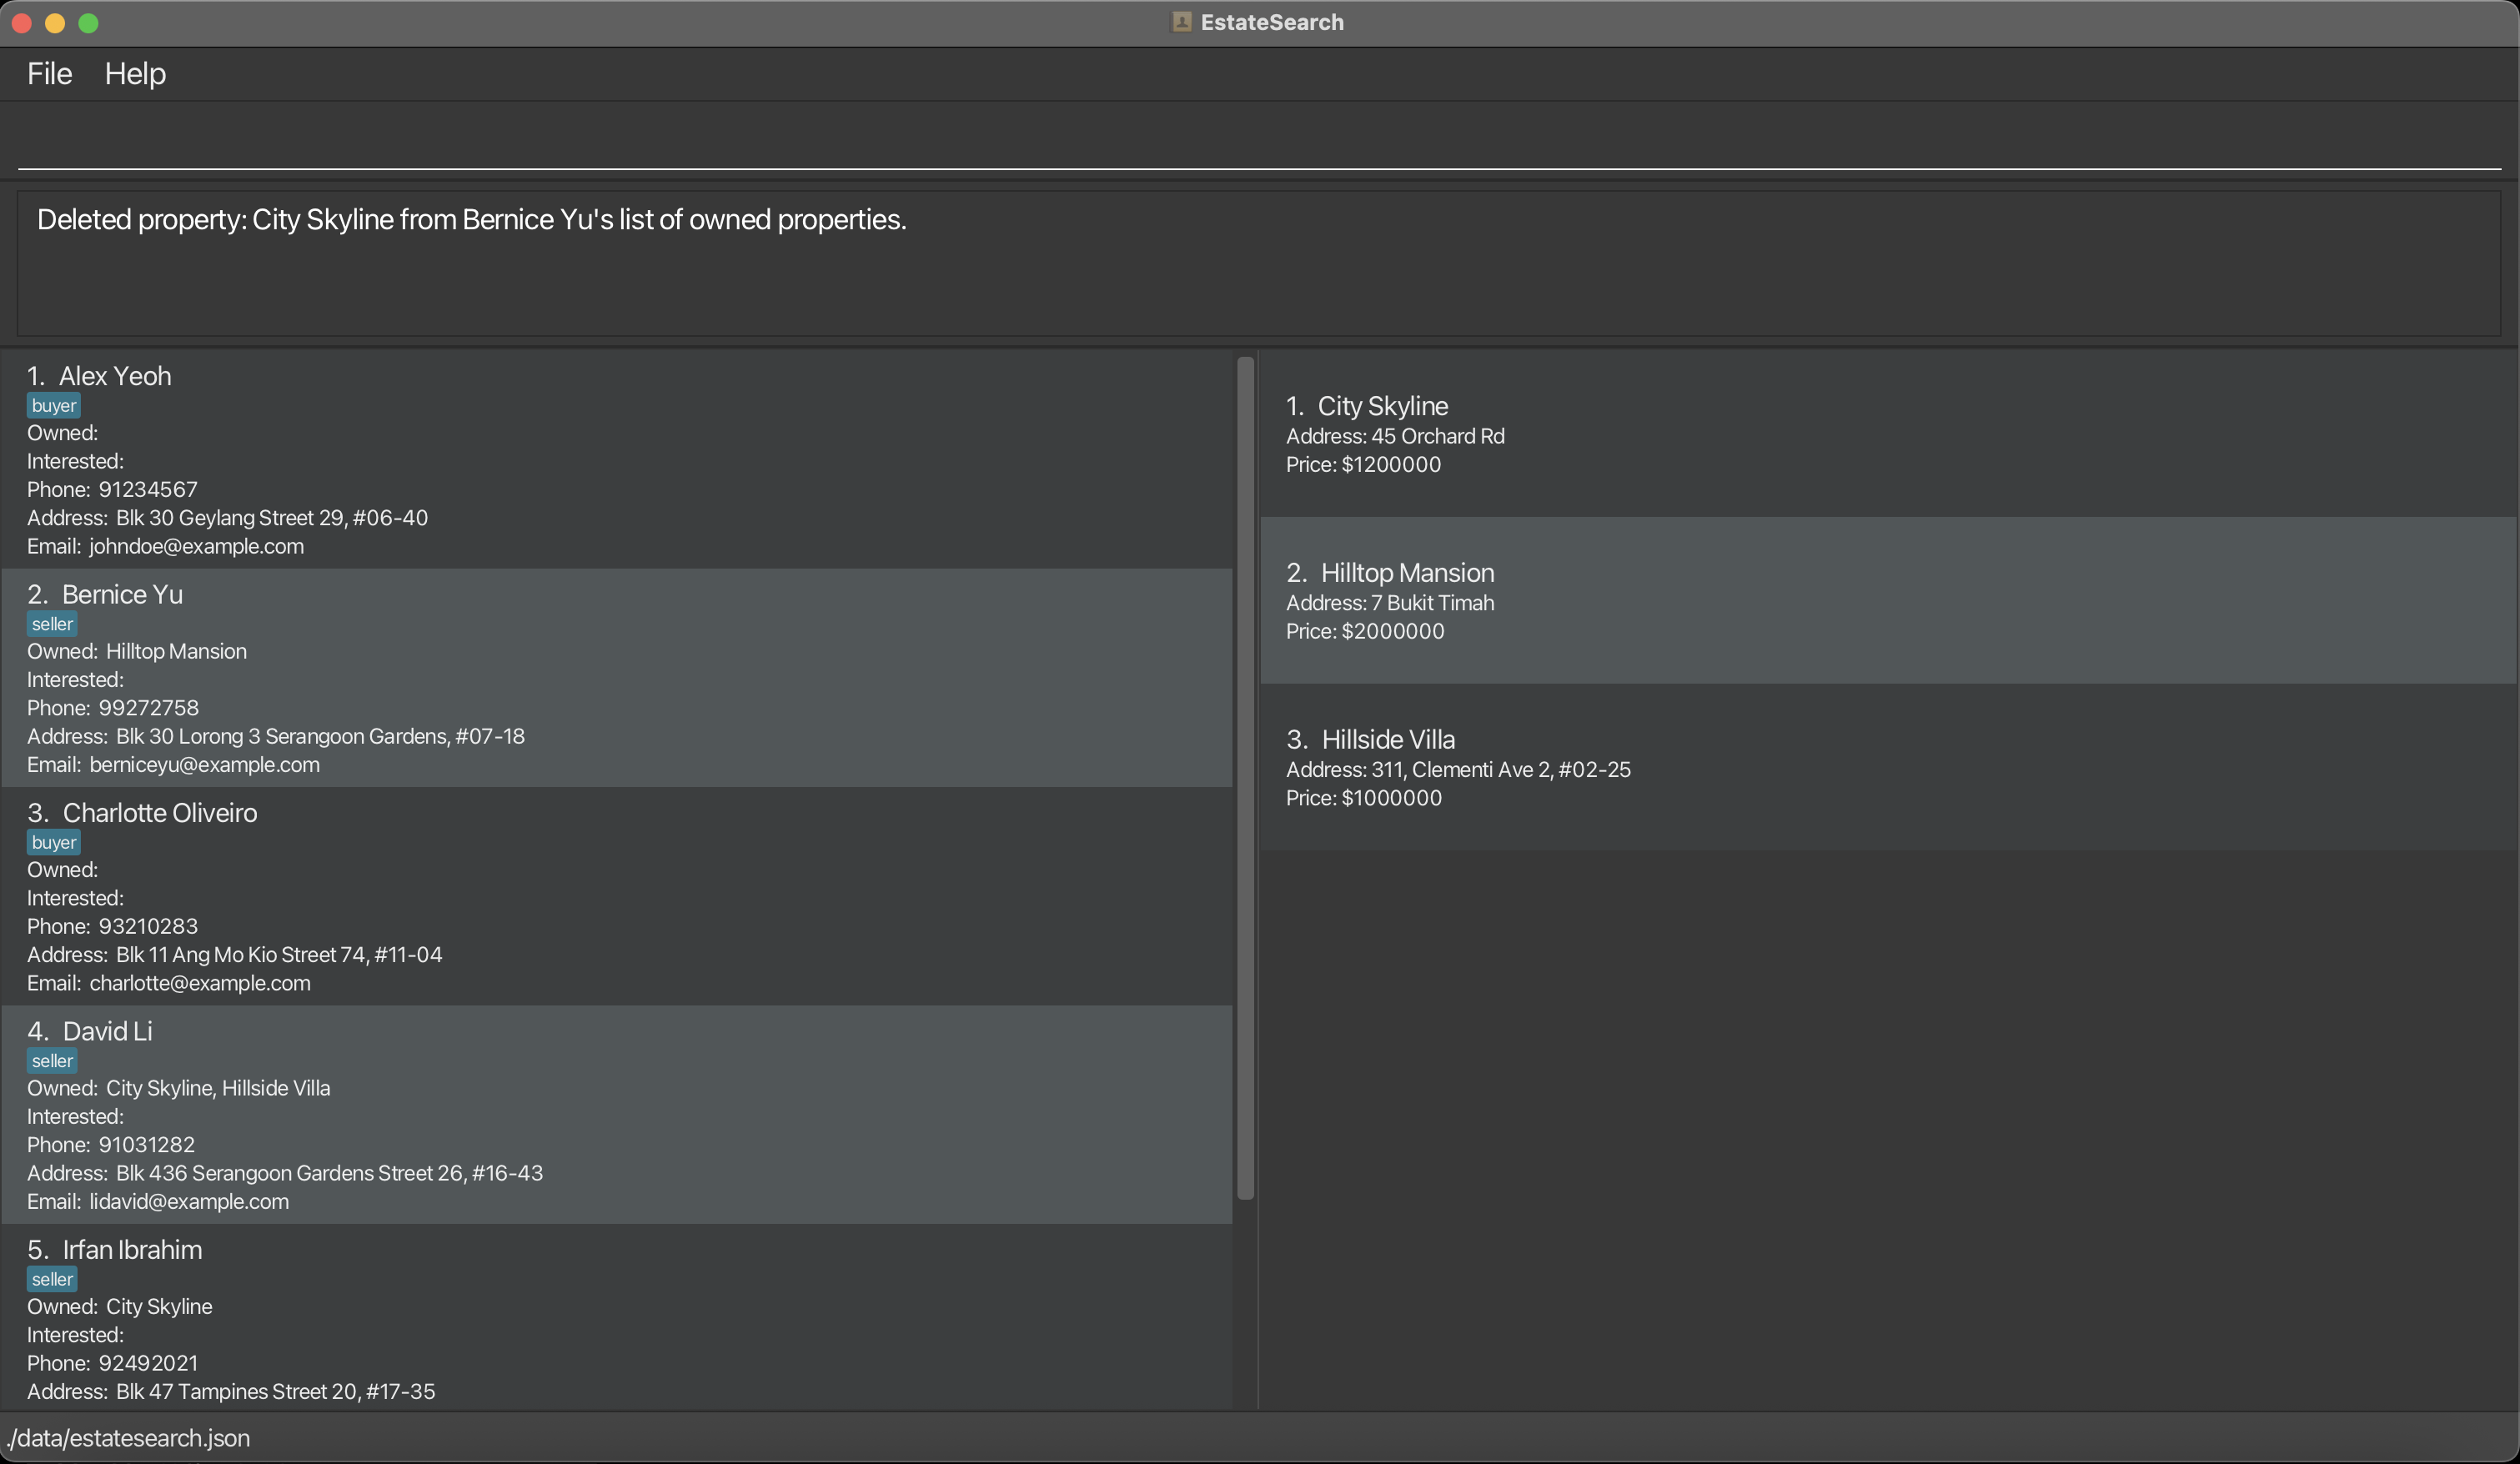 EstateSearch
File Help
Deleted property: City Skyline from Bernice Yu's list of owned properties.
1. Alex Yeoh
buyer
Owned:
Interested:
Phone: 91234567
Address: Blk 30 Geylang Street 29, #06-40
Email: johndoe@example.com
2. Bernice Yu
seller
Owned: Hilltop Mansion
Interested:
Phone: 99272758
Address: Blk 30 Lorong 3 Serangoon Gardens, #07-18
Email: berniceyu@example.com
3. Charlotte Oliveiro
buyer
Owned:
Interested:
Phone: 93210283
Address: Blk 11 Ang Mo Kio Street 74, #11-04
Email: charlotte@example.com
4. David Li
seller
Owned: City Skyline, Hillside Villa
Interested:
Phone: 91031282
Address: Blk 436 Serangoon Gardens Street 26, #16-43
Email: lidavid@example.com
5. Irfan Ibrahim
seller
Owned: City Skyline
Interested:
Phone: 92492021
Address: Blk 47 Tampines Street 20, #17-35
1. City Skyline
Address: 45 Orchard Rd
Price: $1200000
2. Hilltop Mansion
Address: 7 Bukit Timah
Price: $2000000
3. Hillside Villa
Address: 311, Clementi Ave 2, #02-25
Price: $1000000
./data/estatesearch.json